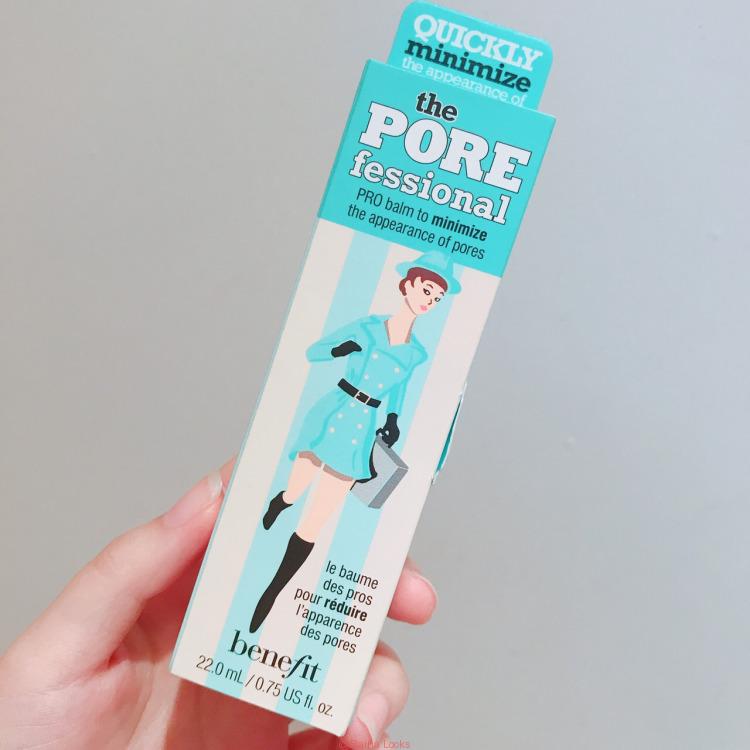 QUICKLY
minimize
the appearance of
the
PORE
fessional
PRO balm to minimize
the appearance of pores
le baume
des pros
pour réduire
l'apparence
des pores
benefit
22.0 mL / 0.75 US fl. oz.
Looks